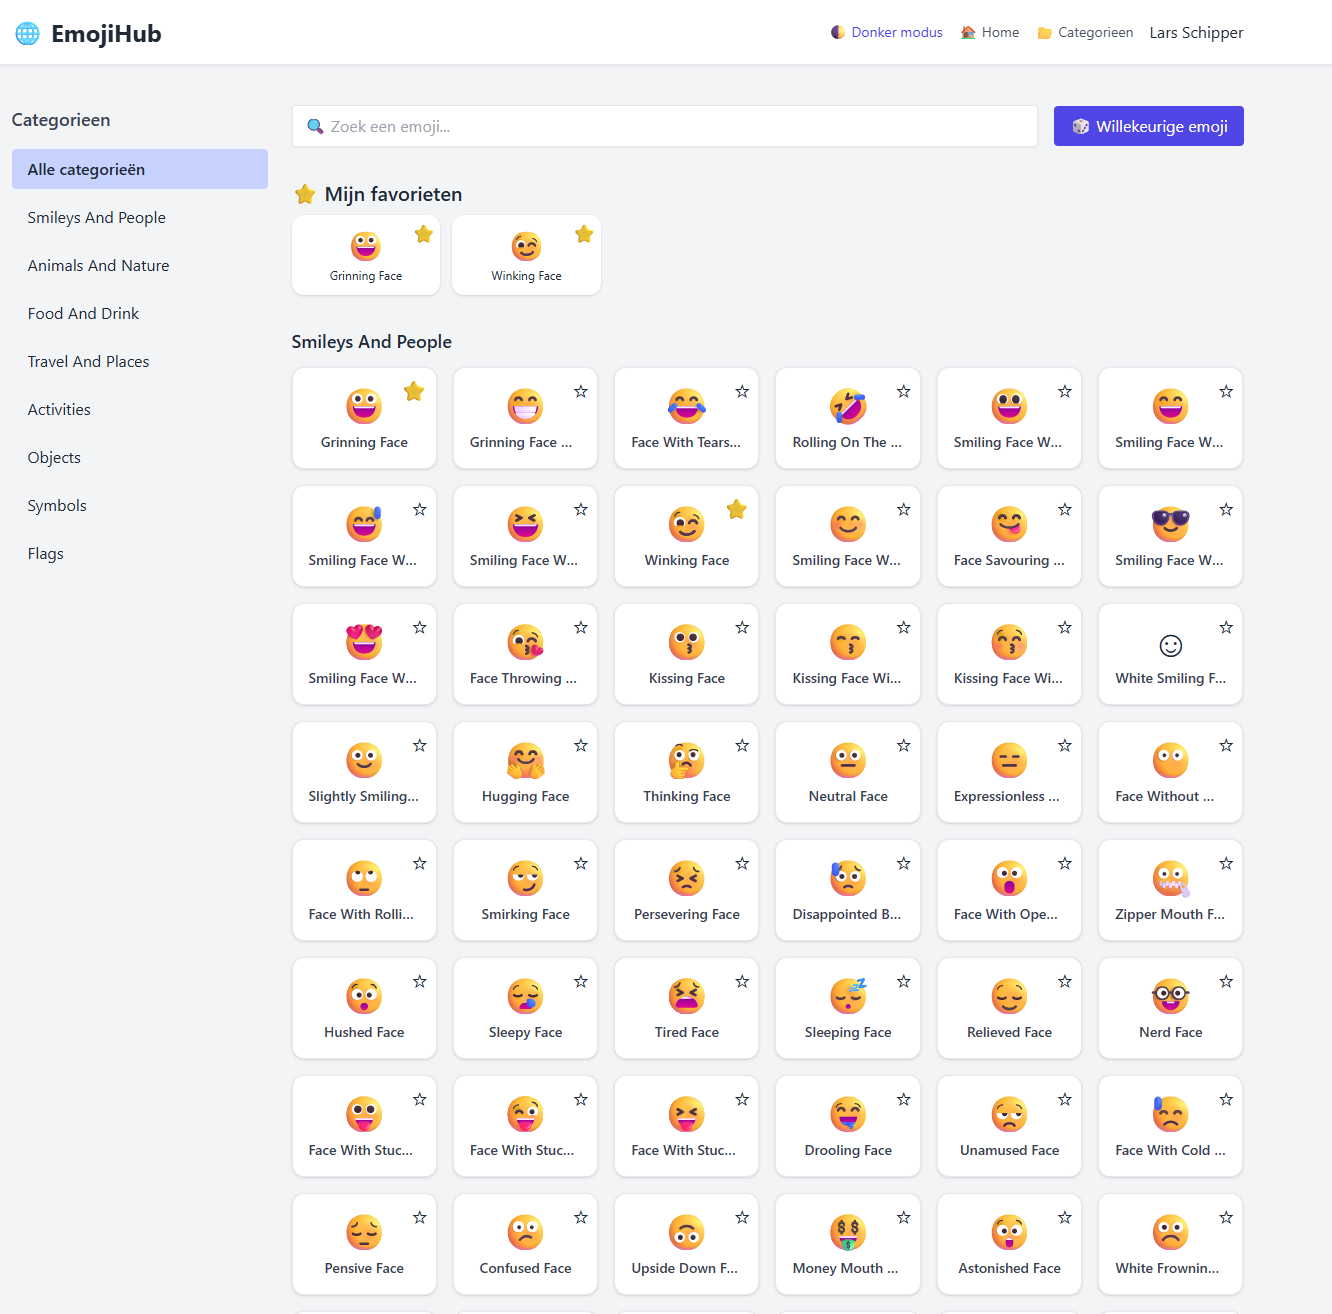 EmojiHub
Donker modus
Home
Categorieen
Lars Schipper
Categorieen
Alle categorieën
Smileys And People
Animals And Nature
Food And Drink
Travel And Places
Activities
Objects
Symbols
Flags
Zoek een emoji...
Willekeurige emoji
Mijn favorieten
Grinning Face
Winking Face
Smileys And People
Grinning Face
Grinning Face ...
Face With Tears...
Rolling On The ...
Smiling Face W...
Smiling Face W...
Smiling Face W...
Smiling Face W...
Winking Face
Smiling Face W...
Face Savouring ...
Smiling Face W...
Smiling Face W...
Face Throwing ...
Kissing Face
Kissing Face Wi...
Kissing Face Wi...
White Smiling F...
Slightly Smiling...
Hugging Face
Thinking Face
Neutral Face
Expressionless ...
Face Without ...
Face With Rolli...
Smirking Face
Persevering Face
Disappointed B...
Face With Ope...
Zipper Mouth F...
Hushed Face
Sleepy Face
Tired Face
Sleeping Face
Relieved Face
Nerd Face
Face With Stuc...
Face With Stuc...
Face With Stuc...
Drooling Face
Unamused Face
Face With Cold ...
Pensive Face
Confused Face
Upside Down F...
Money Mouth ...
Astonished Face
White Frownin...